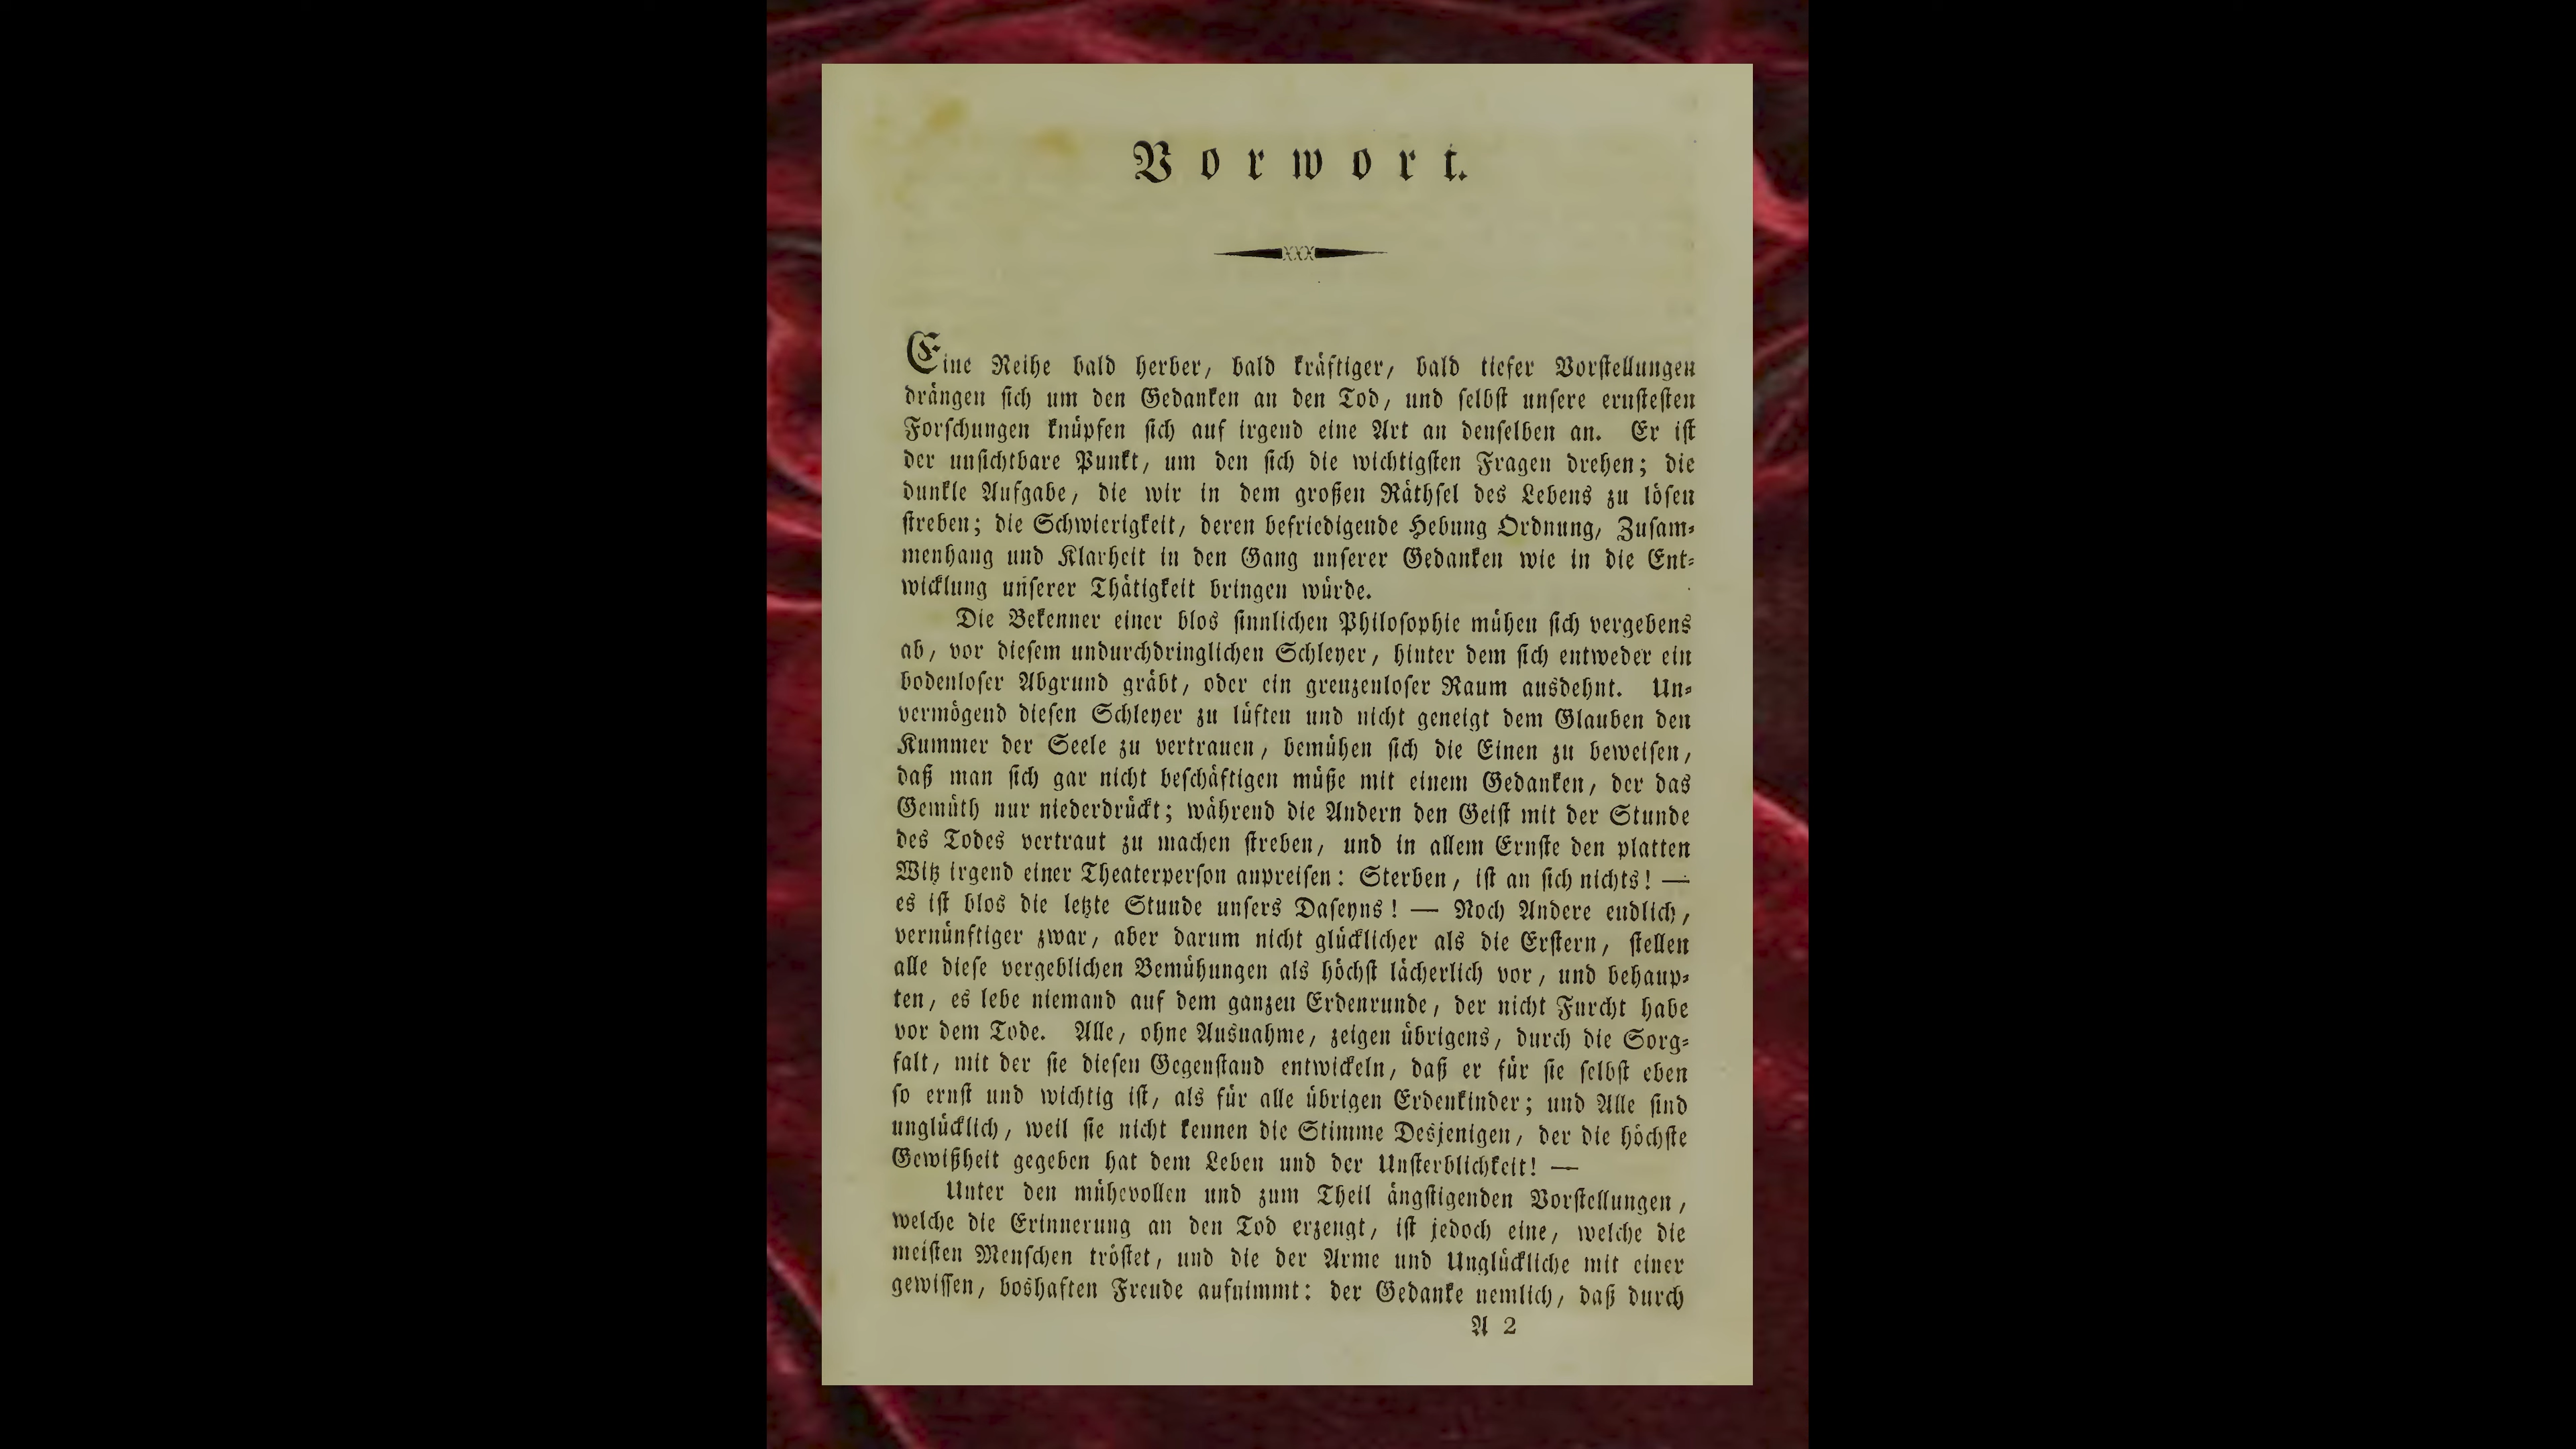 Vorwort.
Eine Reihe bald herber, bald kräftiger, bald tiefer Vorstellungen
drängen sich um den Gedanken an den Tod, und selbst unsere ernstesten
Forschungen knüpfen sich auf irgend eine Art an denselben an. Er ist
der unsichtbare Punkt, um den sich die wichtigsten Fragen drehen; die
dunkle Aufgabe, die wir in dem großen Räthsel des Lebens zu lösen
streben; die Schwierigkeit, deren befriedigende Hebung Ordnung, Zusam-
menhang und Klarheit in den Gang unserer Gedanken wie in die Ent-
wicklung unserer Thätigkeit bringen würde.
Die Bekenner einer blos sinnlichen Philosophie mühen sich vergebens
ab, vor diesem undurchdringlichen Schleyer, hinter dem sich entweder ein
bodenloser Abgrund gräbt, oder ein grenzenloser Raum ausdehnt. Un-
vermögend diesen Schleyer zu lüften und nicht geneigt dem Glauben den
Kummer der Seele zu vertrauen, bemühen sich die Einen zu beweisen,
daß man sich gar nicht beschäftigen müße mit einem Gedanken, der das
Gemüth nur niederdrückt; während die Andern den Geist mit der Stunde
des Todes vertraut zu machen streben, und in allem Ernste den platten
Witz irgend einer Theaterperson anpreisen: Sterben, ist an sich nichts! —
es ist blos die letzte Stunde unsers Daseyns! — Noch Andere endlich,
vernünftiger zwar, aber darum nicht glücklicher als die Erstern, stellen
alle diese vergeblichen Bemühungen als höchst lächerlich vor, und behaup-
ten, es lebe niemand auf dem ganzen Erdenrunde, der nicht Furcht habe
vor dem Tode. Alle, ohne Ausnahme, zeigen übrigens, durch die Sorg-
falt, mit der sie diesen Gegenstand entwickeln, daß er für sie selbst eben
so ernst und wichtig ist, als für alle übrigen Erdenkinder; und Alle sind
unglücklich, weil sie nicht kennen die Stimme Desjenigen, der die höchste
Gewißheit gegeben hat dem Leben und der Unsterblichkeit! —
Unter den mühevollen und zum Theil ängstigenden Vorstellungen,
welche die Erinnerung an den Tod erzeugt, ist jedoch eine, welche die
meisten Menschen tröstet, und die der Arme und Unglückliche mit einer
gewissen, boshaften Freude aufnimmt: der Gedanke nemlich, daß durch
A 2